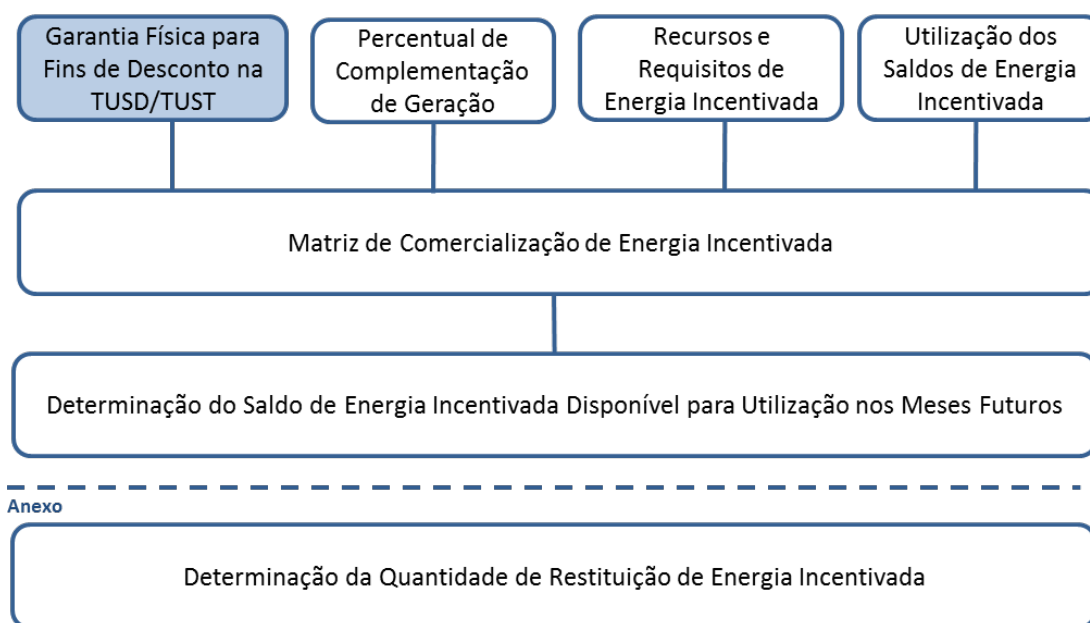 Garantia Física para
Fins de Desconto na
TUSD/TUST
Percentual de
Complementação
de Geração
Recursos e
Requisitos de
Energia Incentivada
Utilização dos
Saldos de Energia
Incentivada
Matriz de Comercialização de Energia Incentivada
Determinação do Saldo de Energia Incentivada Disponível para Utilização nos Meses Futuros
Anexo
Determinação da Quantidade de Restituição de Energia Incentivada